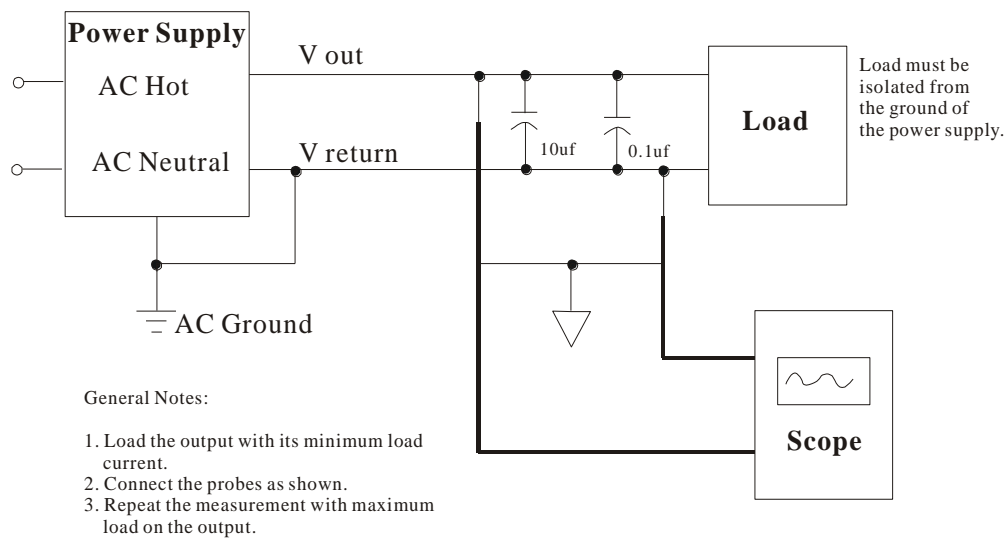 Power Supply
V out
AC Hot
Load must be
isolated from
the ground of
the power supply.
Load
10uf
0.1uf
AC Neutral
V return
AC Ground
General Notes:
1. Load the output with its minimum load
current.
2. Connect the probes as shown.
3. Repeat the measurement with maximum
load on the output.
Scope